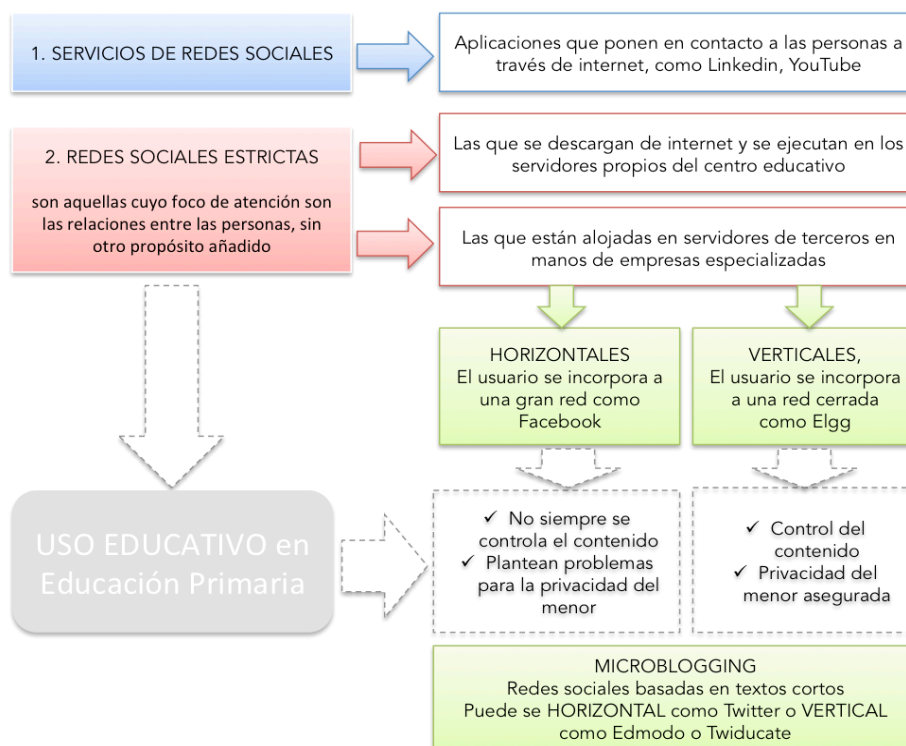 1. SERVICIOS DE REDES SOCIALES
Aplicaciones que ponen en contacto a las personas a
través de internet, como Linkedin, YouTube
2. REDES SOCIALES ESTRICTAS
son aquellas cuyo foco de atención son
las relaciones entre las personas, sin
otro propósito añadido
Las que se descargan de internet y se ejecutan en los
servidores propios del centro educativo
Las que están alojadas en servidores de terceros en
manos de empresas especializadas
HORIZONTALES
El usuario se incorpora a
una gran red como
Facebook
VERTICALES,
El usuario se incorpora
a una red cerrada
como Elgg
USO EDUCATIVO en
Educación Primaria
✓ No siempre se
controla el contenido
✓ Plantean problemas
para la privacidad del
menor
✓ Control del
contenido
✓ Privacidad del
menor asegurada
MICROBLOGGING
Redes sociales basadas en textos cortos
Puede se HORIZONTAL como Twitter o VERTICAL
como Edmodo o Twiducate